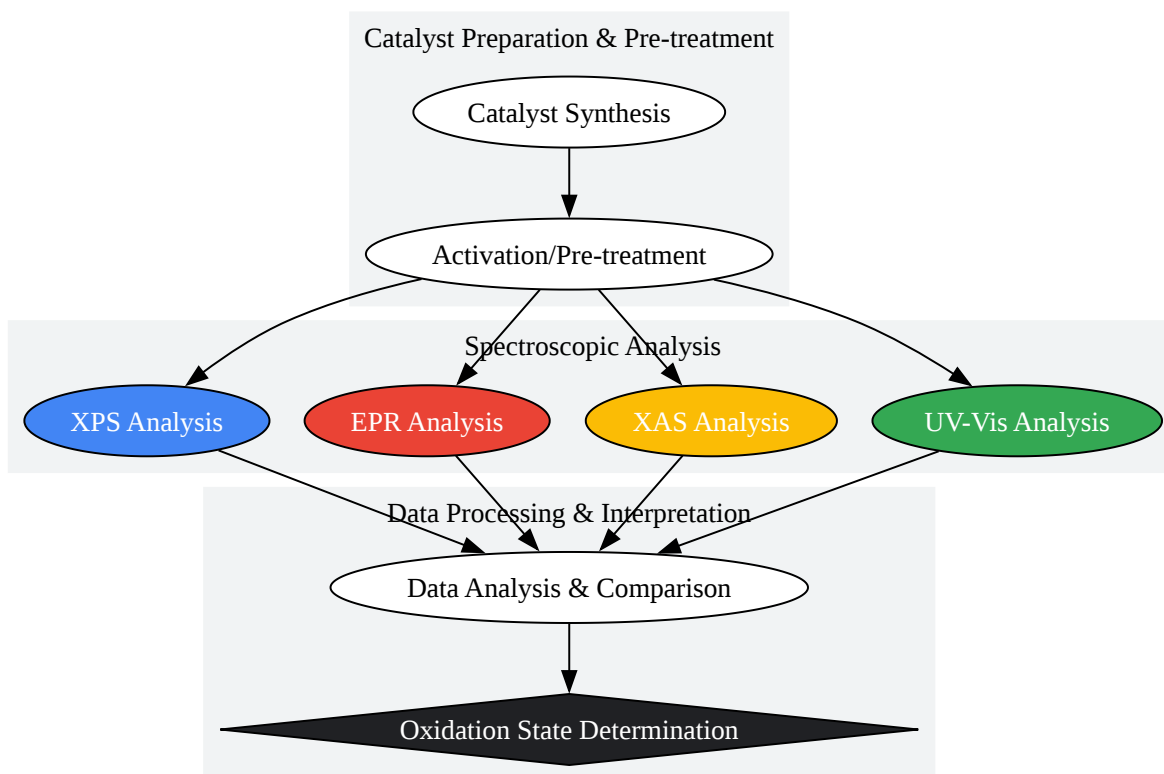 Catalyst Preparation & Pre-treatment
Catalyst Synthesis
Activation/Pre-treatment
Spectroscopic Analysis
XPS Analysis
EPR Analysis
XAS Analysis
UV-Vis Analysis
Data Processing & Interpretation
Data Analysis & Comparison
Oxidation State Determination